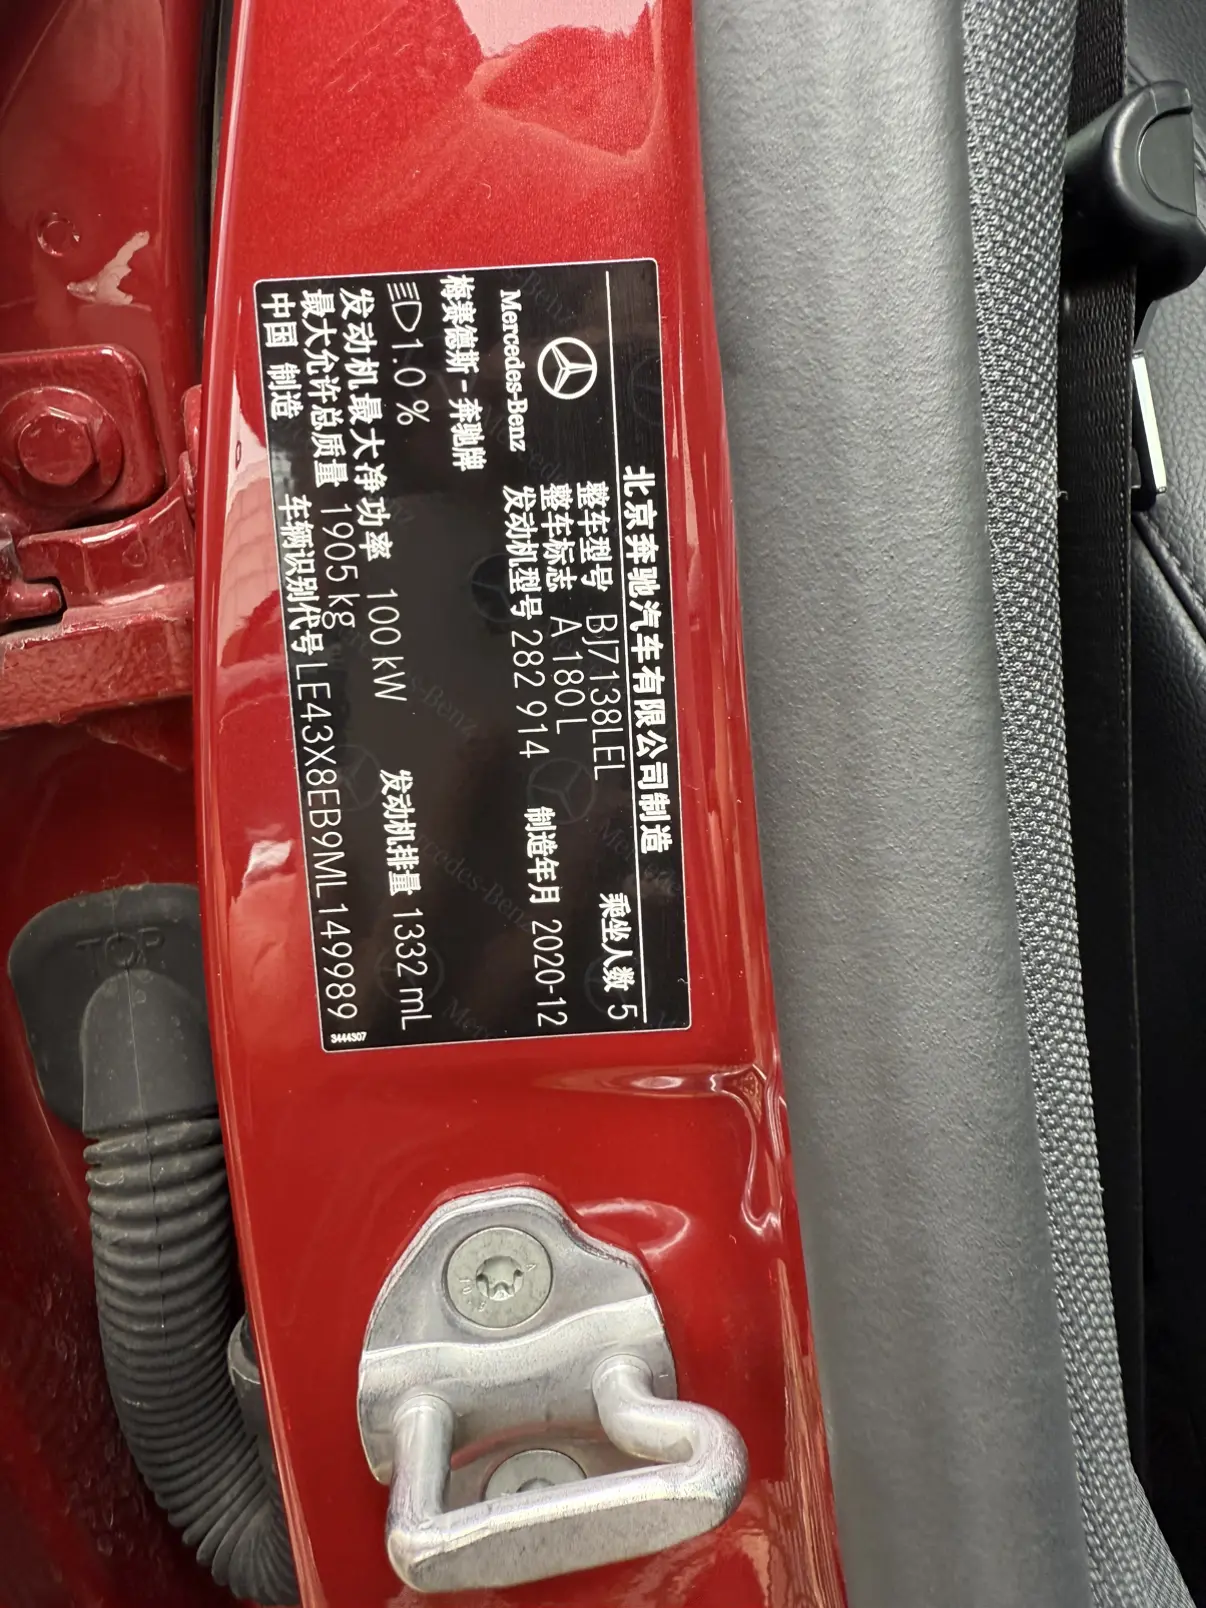 北京奔驰汽车有限公司制造
Mercedes-Benz
整车型号 BJ7138LEL 乘坐人数 5
整车标志 A 180 L
梅赛德斯-奔驰牌 发动机型号 282 914 制造年月 2020-12
1.0%
发动机最大净功率 100 kW 发动机排量 1332 mL
最大允许总质量 1905 kg
中国 制造 车辆识别代号 LE43X8EB9ML149989
3444307
TOP